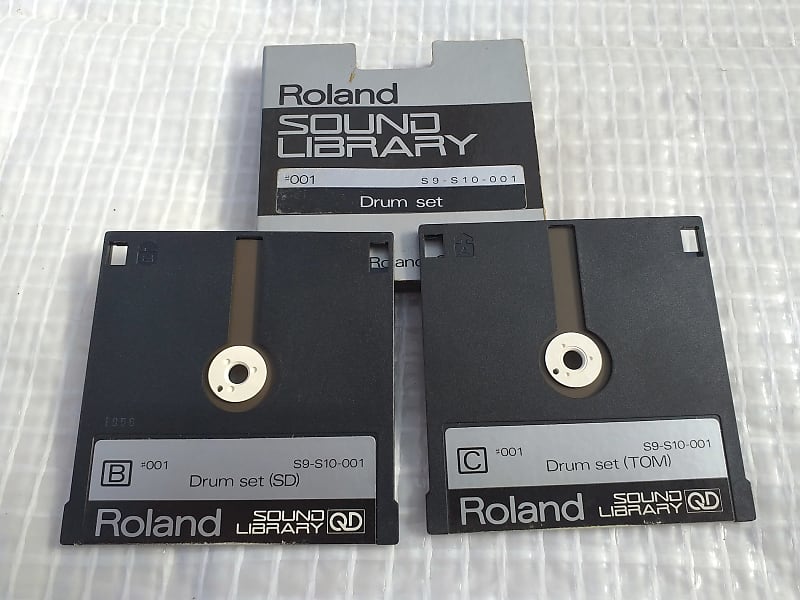 Roland
SOUND
LIBRARY
#001 S9-S10-001
Drum set
Roland
B #001 S9-S10-001
Drum set (SD)
Roland SOUND LIBRARY QD
C #001 S9-S10-001
Drum set (TOM)
Roland SOUND LIBRARY QD